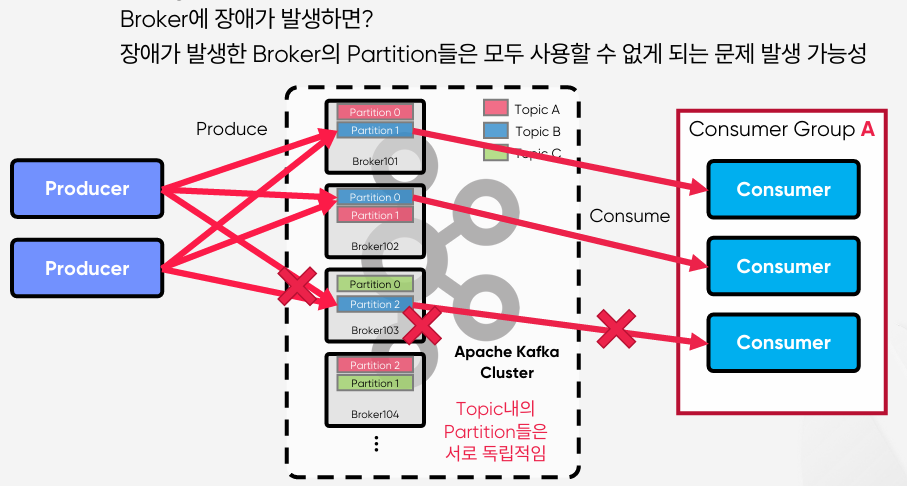 Broker에 장애가 발생하면?
장애가 발생한 Broker의 Partition들은 모두 사용할 수 없게 되는 문제 발생 가능성
Produce
Producer
Producer
Partition 0
Partition 1
Broker101
Partition 0
Partition 1
Broker102
Partition 0
Partition 2
Broker103
Partition 2
Partition 1
Broker104
Topic A
Topic B
Topic C
Apache Kafka
Cluster
Topic내의
Partition들은
서로 독립적임
Consume
Consumer Group A
Consumer
Consumer
Consumer